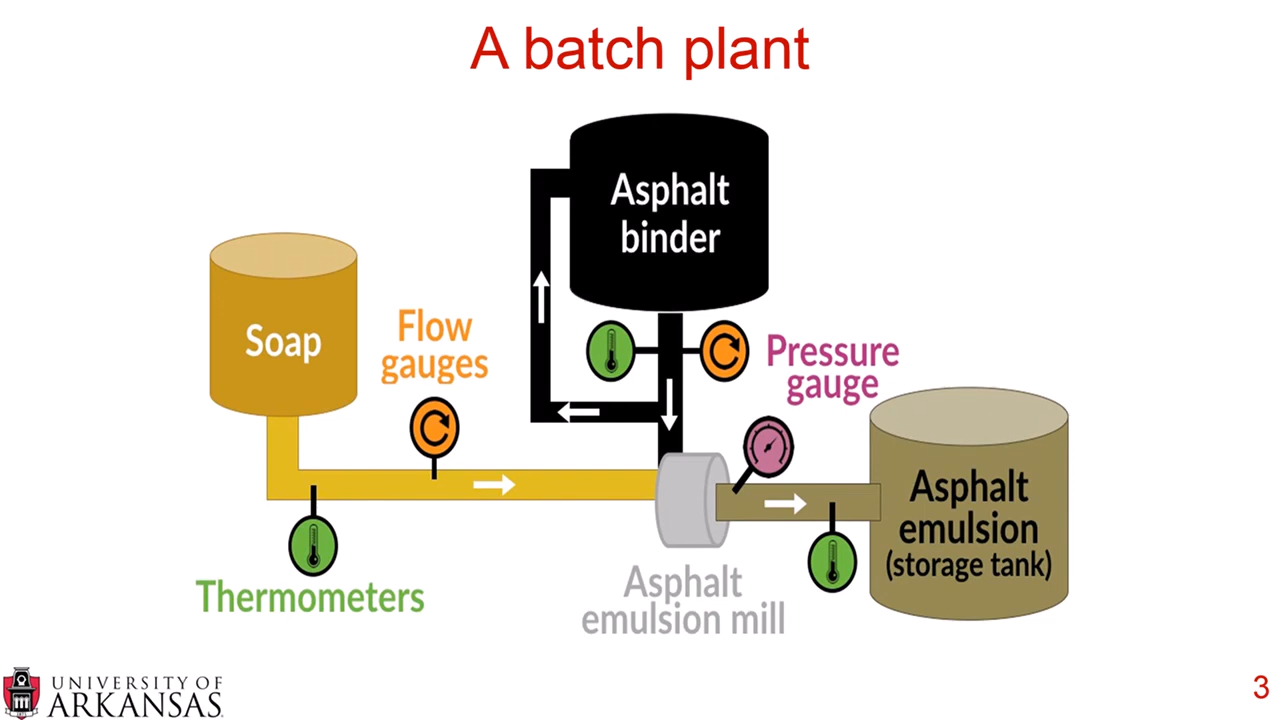 A batch plant
Asphalt
binder
Soap
Flow
gauges
Pressure
gauge
Thermometers
Asphalt
emulsion mill
Asphalt
emulsion
(storage tank)
UNIVERSITY OF
ARKANSAS
3